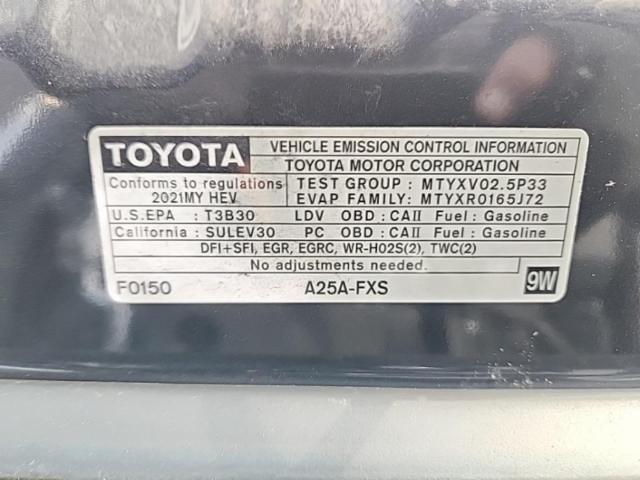 TOYOTA
VEHICLE EMISSION CONTROL INFORMATION
TOYOTA MOTOR CORPORATION
Conforms to regulations
2021MY HEV
TEST GROUP : MTYXV02.5P33
EVAP FAMILY: MTYXR0165J72
U.S.EPA : T3B30 LDV OBD : CAII Fuel : Gasoline
California : SULEV30 PC OBD : CAII Fuel : Gasoline
DFI+SFI, EGR, EGRC, WR-HO2S(2), TWC(2)
No adjustments needed.
F0150 A25A-FXS 9W